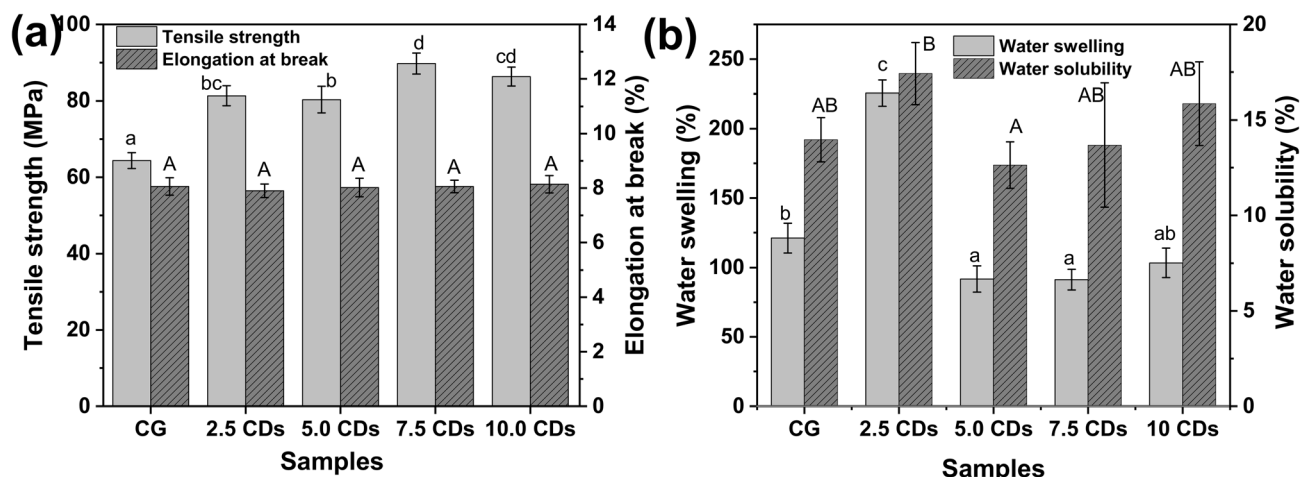 (a)
Tensile strength
Elongation at break
a
A
bc
A
b
A
d
A
cd
A
100
80
60
40
20
0
Tensile strength (MPa)
14
12
10
8
6
4
2
0
Elongation at break (%)
CG 2.5 CDs 5.0 CDs 7.5 CDs 10.0 CDs
Samples
(b)
Water swelling
Water solubility
b
AB
c
B
a
A
a
AB
ab
AB
250
200
150
100
50
0
Water swelling (%)
20
15
10
5
0
Water solubility (%)
CG 2.5 CDs 5.0 CDs 7.5 CDs 10 CDs
Samples